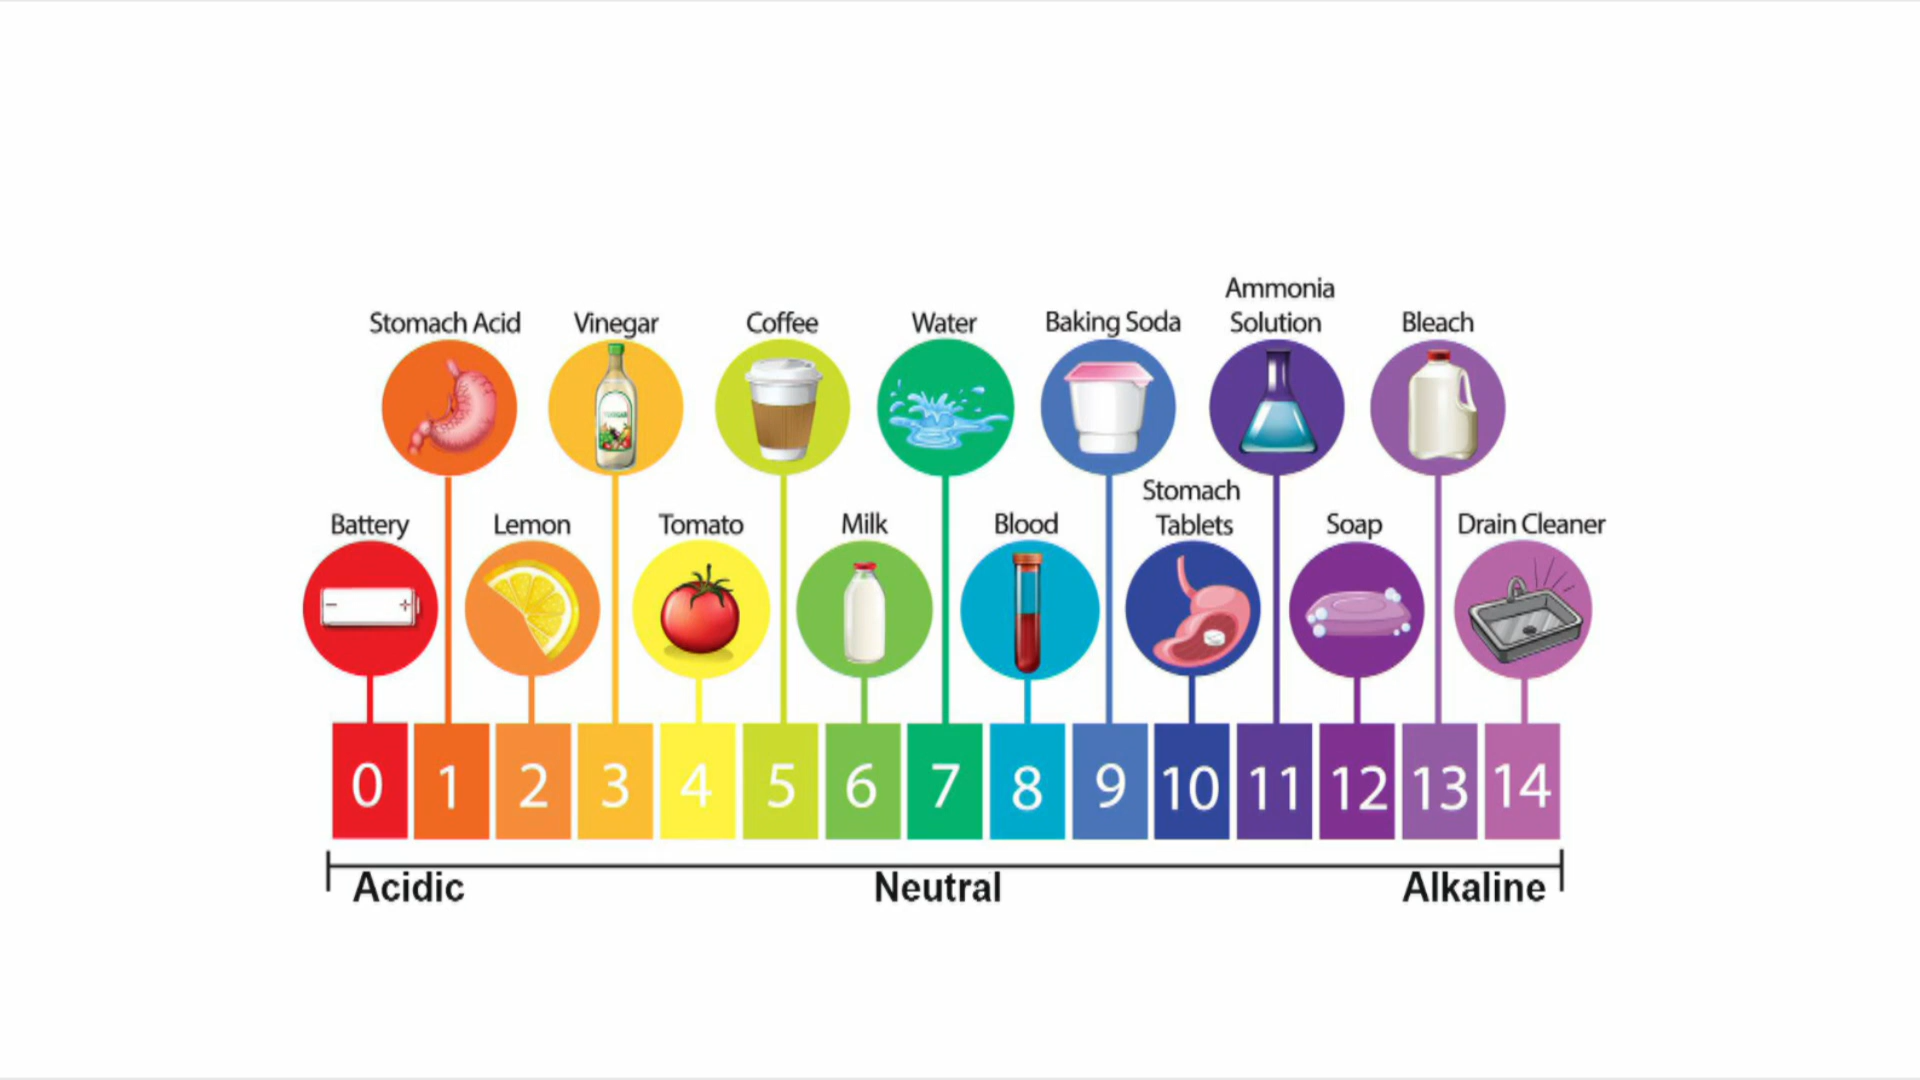 Ammonia
Stomach Acid
Vinegar
Coffee
Water
Baking Soda
Solution
Bleach
VINEGAR
Stomach
Battery
Lemon
Tomato
Milk
Blood
Tablets
Soap
Drain Cleaner
0 1 2 3 4 5 6 7 8 9 10 11 12 13 14
Acidic
Neutral
Alkaline